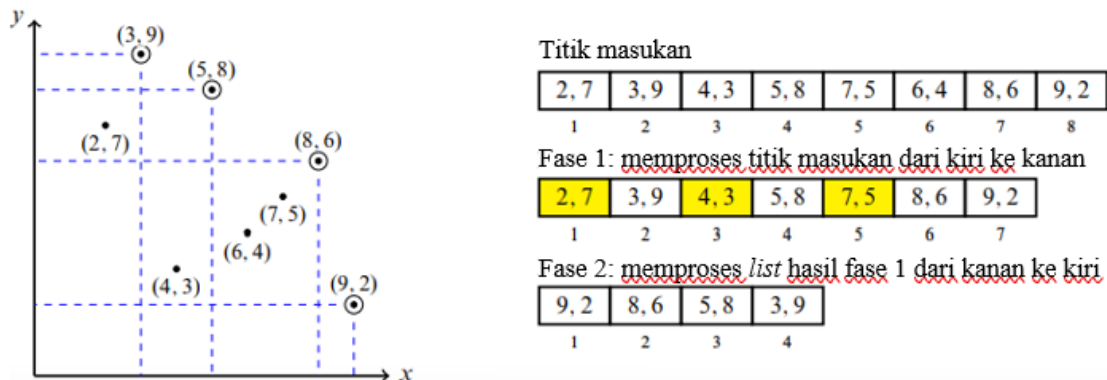 y
(3, 9)
(5, 8)
(2, 7)
(8, 6)
(7, 5)
(6, 4)
(4, 3)
(9, 2)
x
Titik masukan
2, 7 3, 9 4, 3 5, 8 7, 5 6, 4 8, 6 9, 2
1 2 3 4 5 6 7 8
Fase 1: memproses titik masukan dari kiri ke kanan
2, 7 3, 9 4, 3 5, 8 7, 5 8, 6 9, 2
1 2 3 4 5 6 7
Fase 2: memproses list hasil fase 1 dari kanan ke kiri
9, 2 8, 6 5, 8 3, 9
1 2 3 4